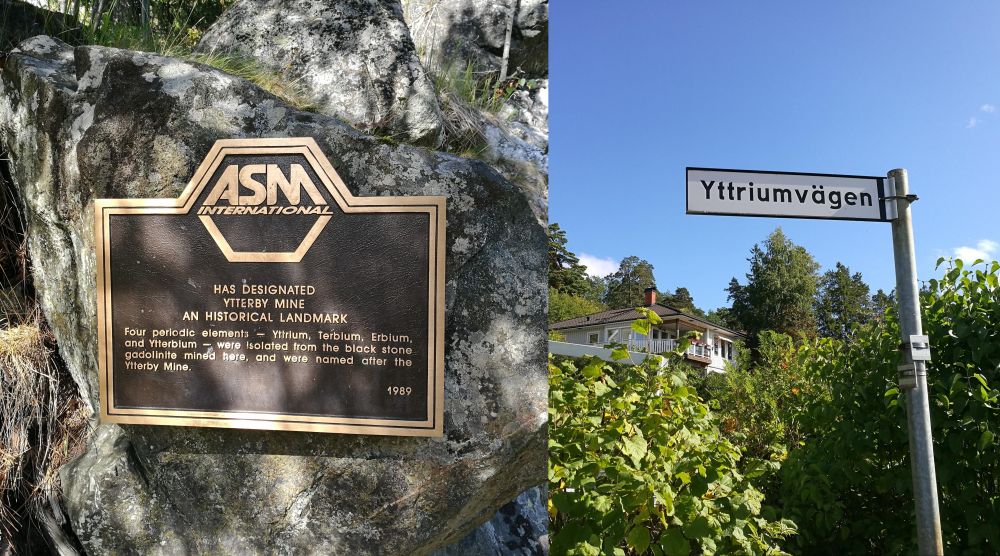 ASM
INTERNATIONAL
HAS DESIGNATED
YTTERBY MINE
AN HISTORICAL LANDMARK
Four periodic elements — Yttrium, Terbium, Erbium,
and Ytterbium — were isolated from the black stone
gadolinite mined here, and were named after the
Ytterby Mine.
1989
Yttriumvägen